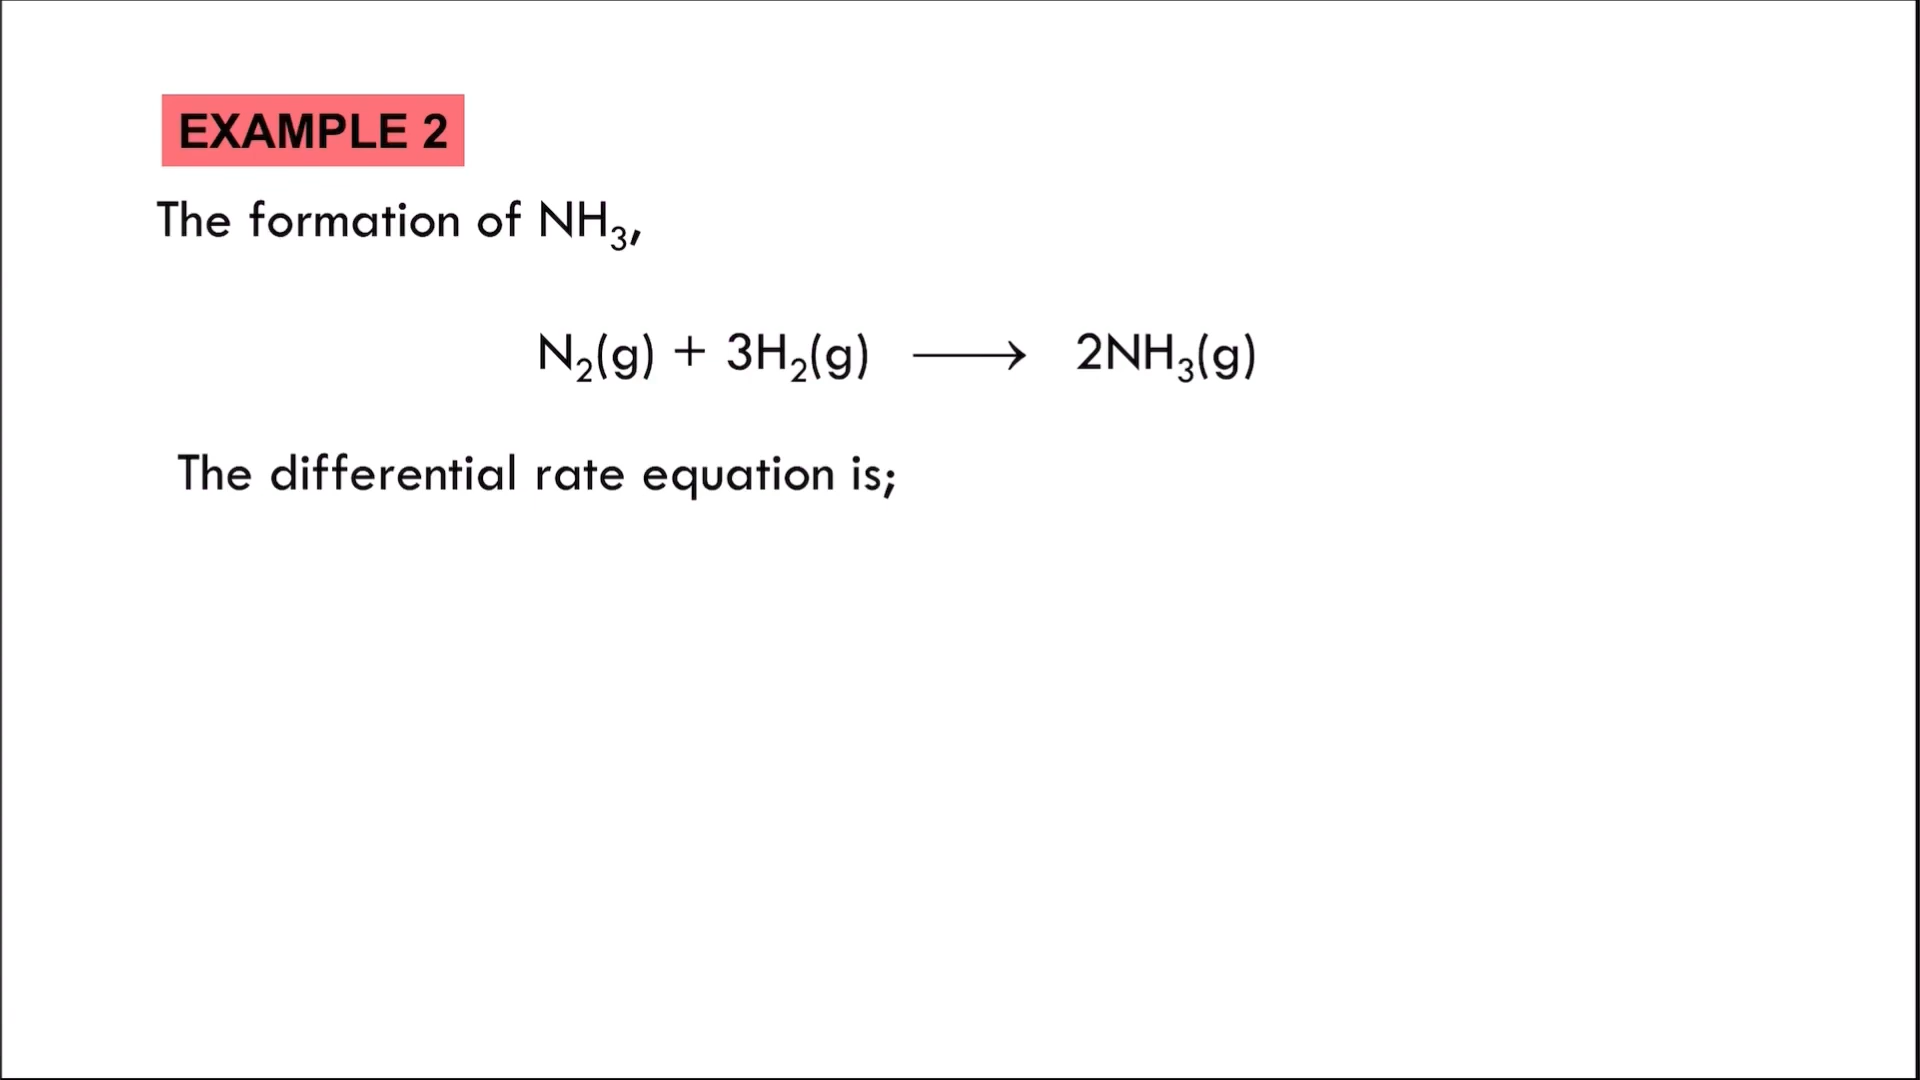 EXAMPLE 2
The formation of NH₃,
N₂(g) + 3H₂(g) ⟶ 2NH₃(g)
The differential rate equation is;